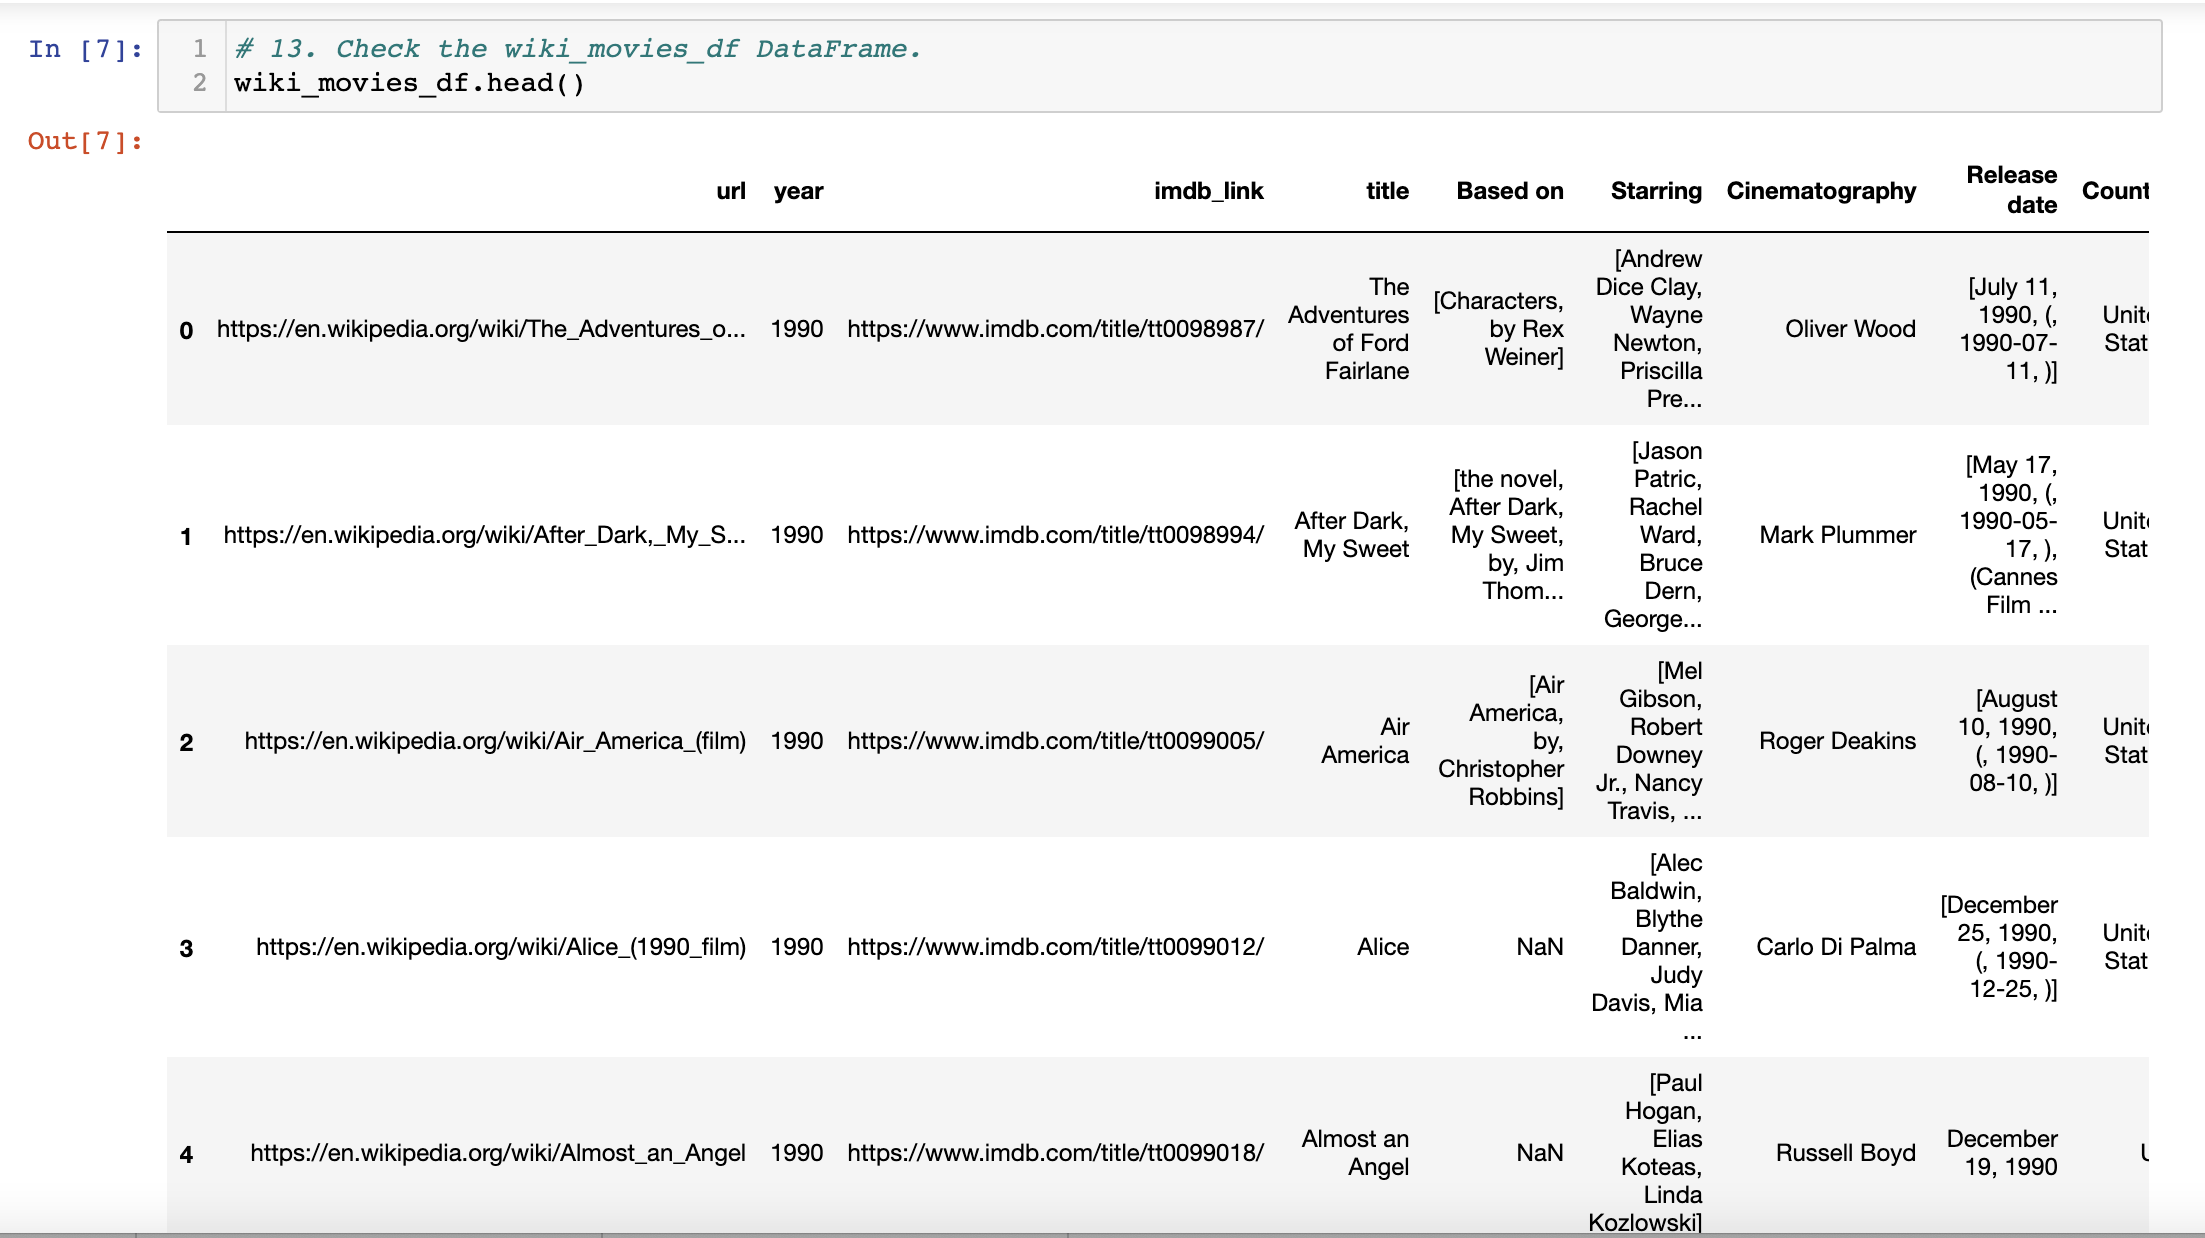 In [7]:
1 # 13. Check the wiki_movies_df DataFrame.
2 wiki_movies_df.head()
Out[7]:
url year imdb_link title Based on Starring Cinematography Release date Count
0 https://en.wikipedia.org/wiki/The_Adventures_o... 1990 https://www.imdb.com/title/tt0098987/ The Adventures of Ford Fairlane [Characters, by Rex Weiner] [Andrew Dice Clay, Wayne Newton, Priscilla Pre... Oliver Wood [July 11, 1990, (, 1990-07-11, )] Unit Stat
1 https://en.wikipedia.org/wiki/After_Dark,_My_S... 1990 https://www.imdb.com/title/tt0098994/ After Dark, My Sweet [the novel, After Dark, My Sweet, by, Jim Thom... [Jason Patric, Rachel Ward, Bruce Dern, George... Mark Plummer [May 17, 1990, (, 1990-05-17, ), (Cannes Film ... Unit Stat
2 https://en.wikipedia.org/wiki/Air_America_(film) 1990 https://www.imdb.com/title/tt0099005/ Air America [Air America, by, Christopher Robbins] [Mel Gibson, Robert Downey Jr., Nancy Travis, ... Roger Deakins [August 10, 1990, (, 1990-08-10, )] Unit Stat
3 https://en.wikipedia.org/wiki/Alice_(1990_film) 1990 https://www.imdb.com/title/tt0099012/ Alice NaN [Alec Baldwin, Blythe Danner, Judy Davis, Mia ... Carlo Di Palma [December 25, 1990, (, 1990-12-25, )] Unit Stat
4 https://en.wikipedia.org/wiki/Almost_an_Angel 1990 https://www.imdb.com/title/tt0099018/ Almost an Angel NaN [Paul Hogan, Elias Koteas, Linda Kozlowski] Russell Boyd December 19, 1990